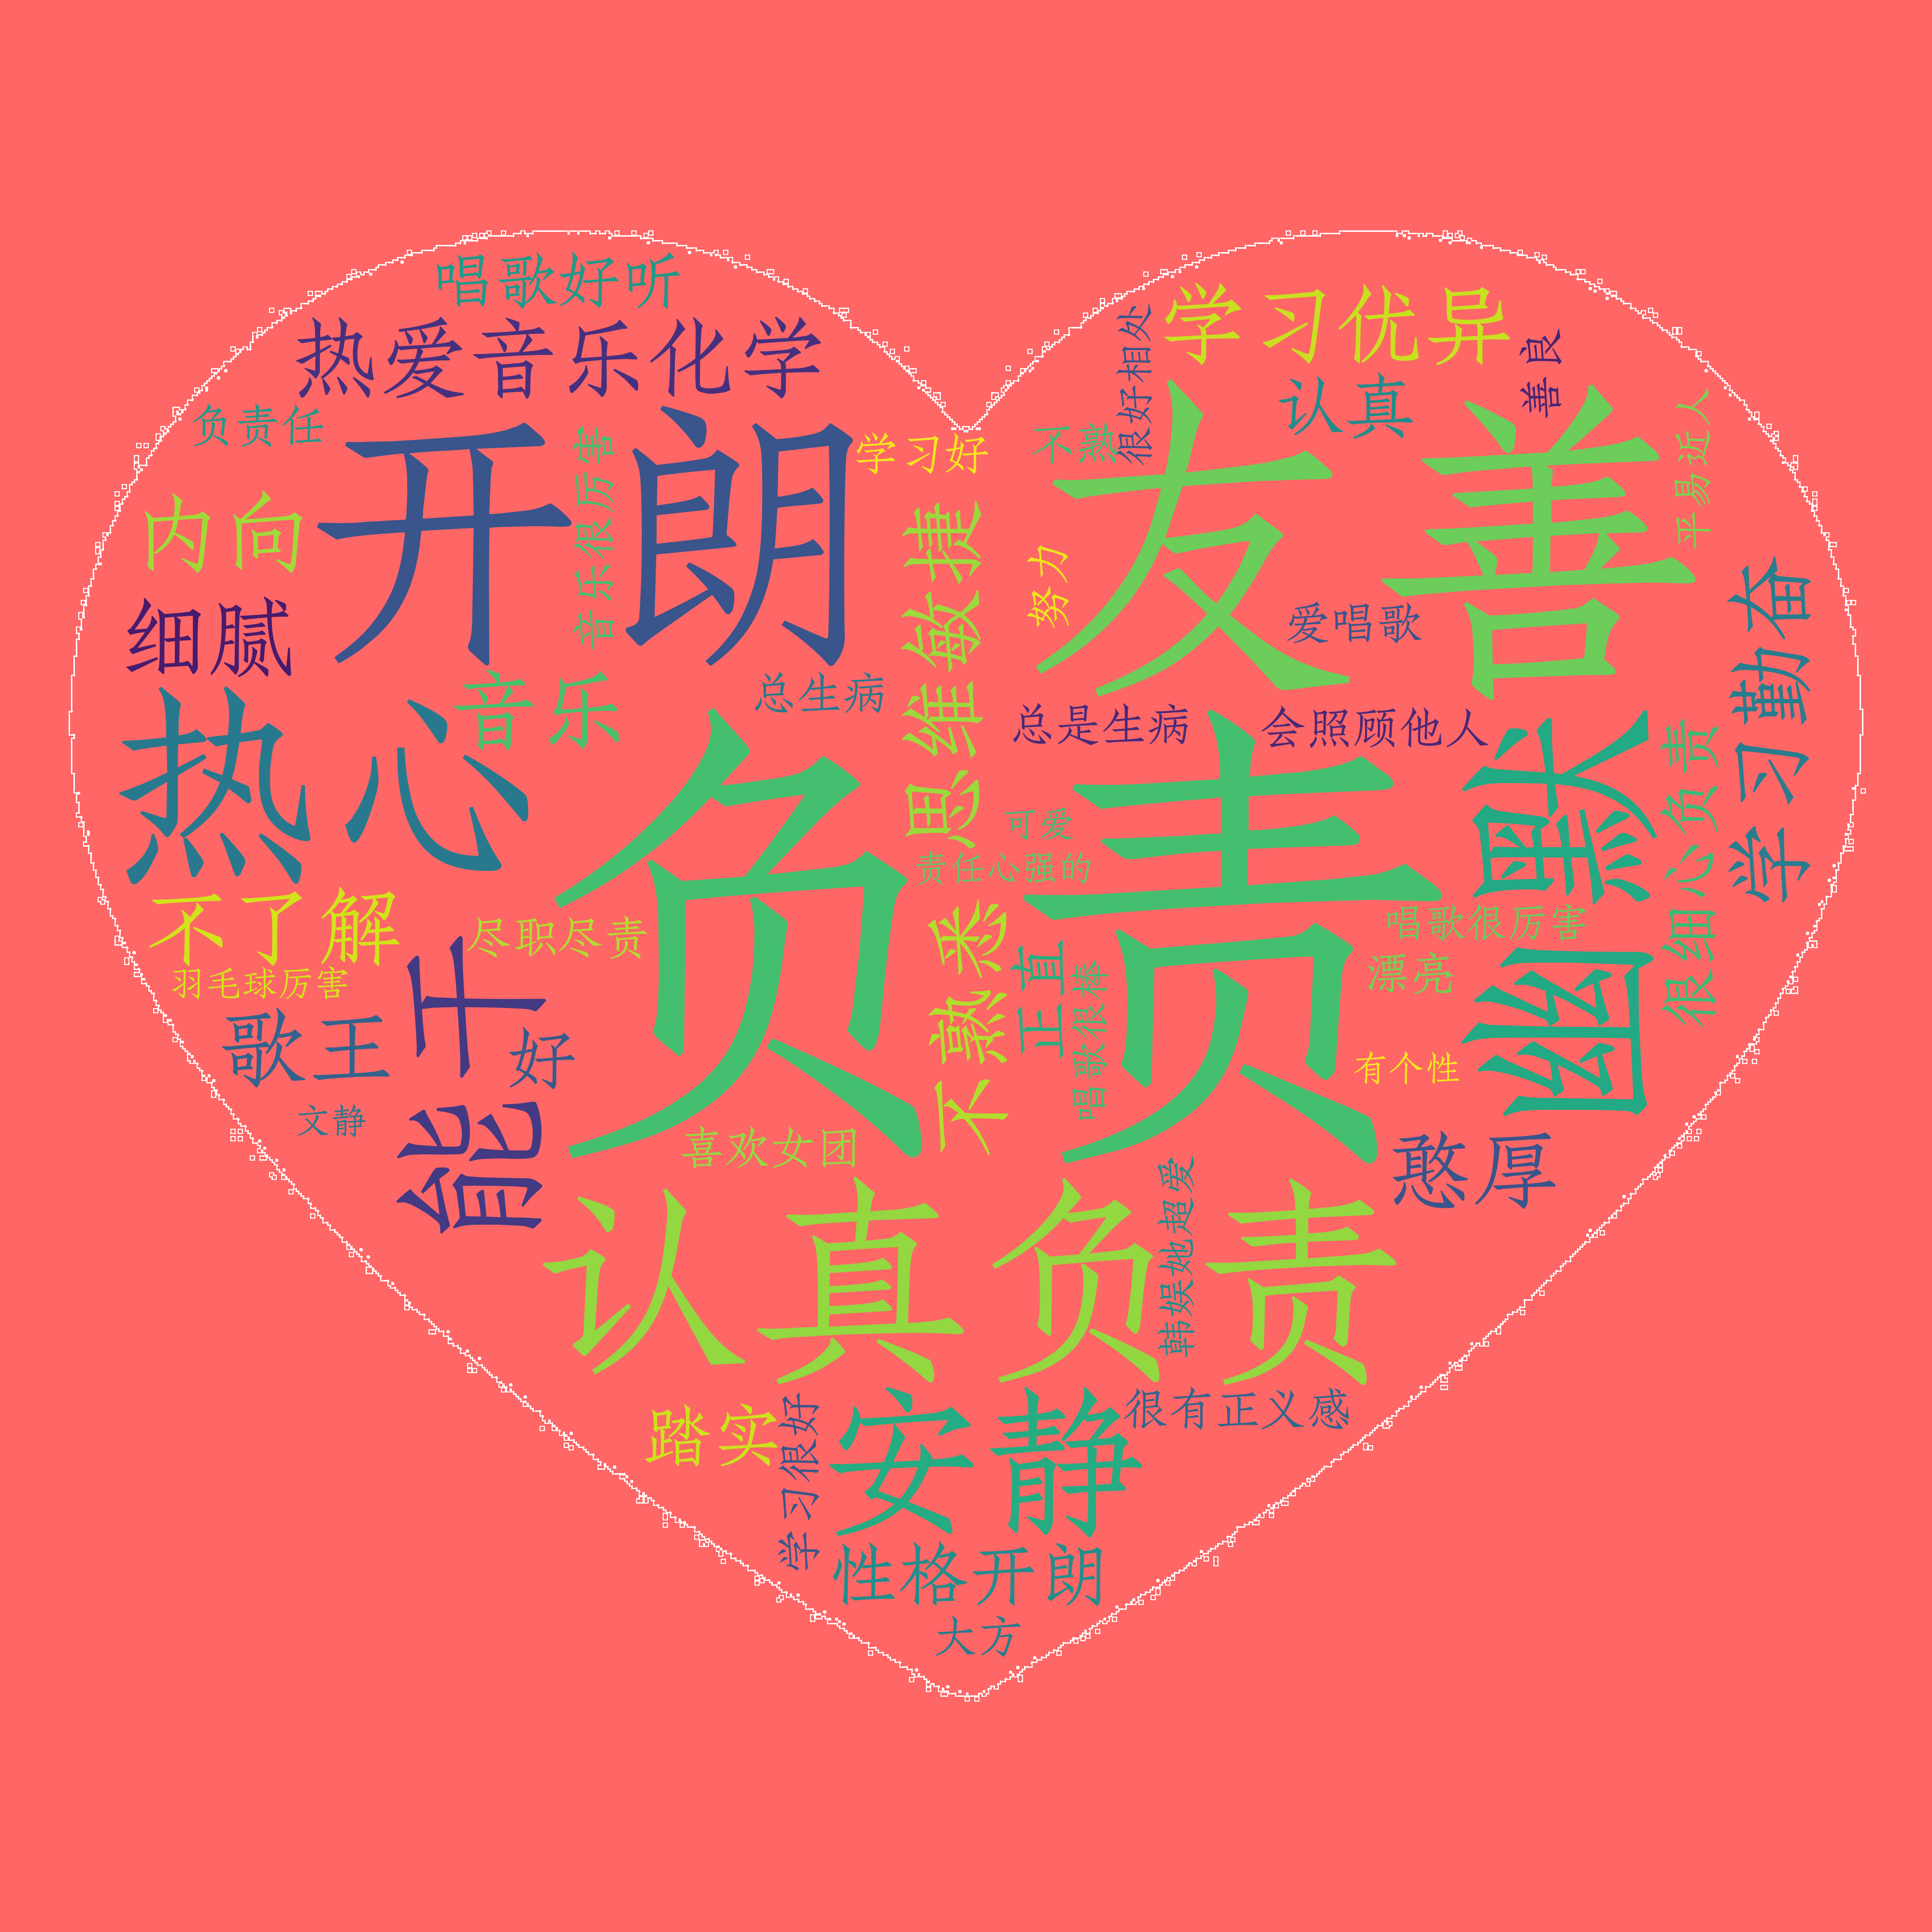 唱歌好听
热爱音乐化学
学习优异
很好相处
善良
认真
负责任
开朗
音乐很厉害
学习好
不熟
友善
平易近人
内向
思维敏捷
努力
爱唱歌
学习勤奋
细腻
热心
音乐
总生病
总是生病
会照顾他人
负责
幽默
很细心负责
可爱
责任心强的
不了解
尽职尽责
不熟悉
正直
唱歌很棒
唱歌很厉害
漂亮
羽毛球厉害
能干
歌王
好
有个性
文静
喜欢女团
憨厚
认真负责
韩娱她超爱
踏实
学习很好
安静
很有正义感
性格开朗
大方